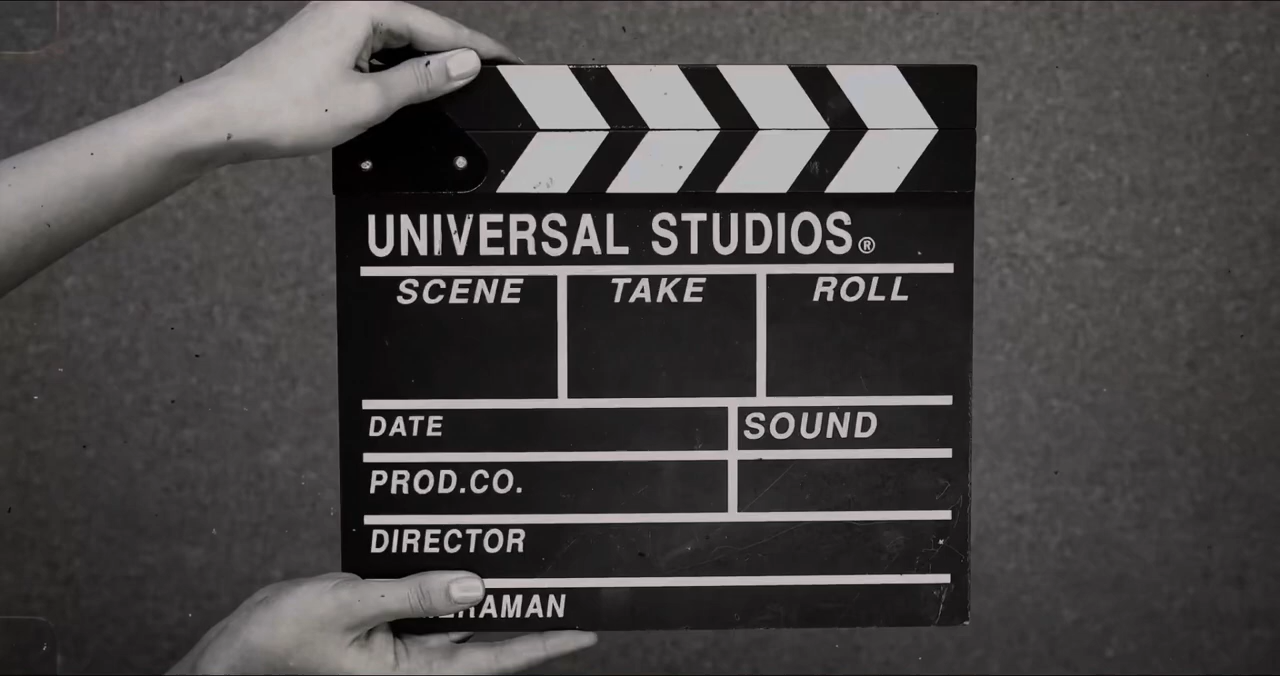 UNIVERSAL STUDIOS®
SCENE TAKE ROLL
DATE SOUND
PROD.CO.
DIRECTOR